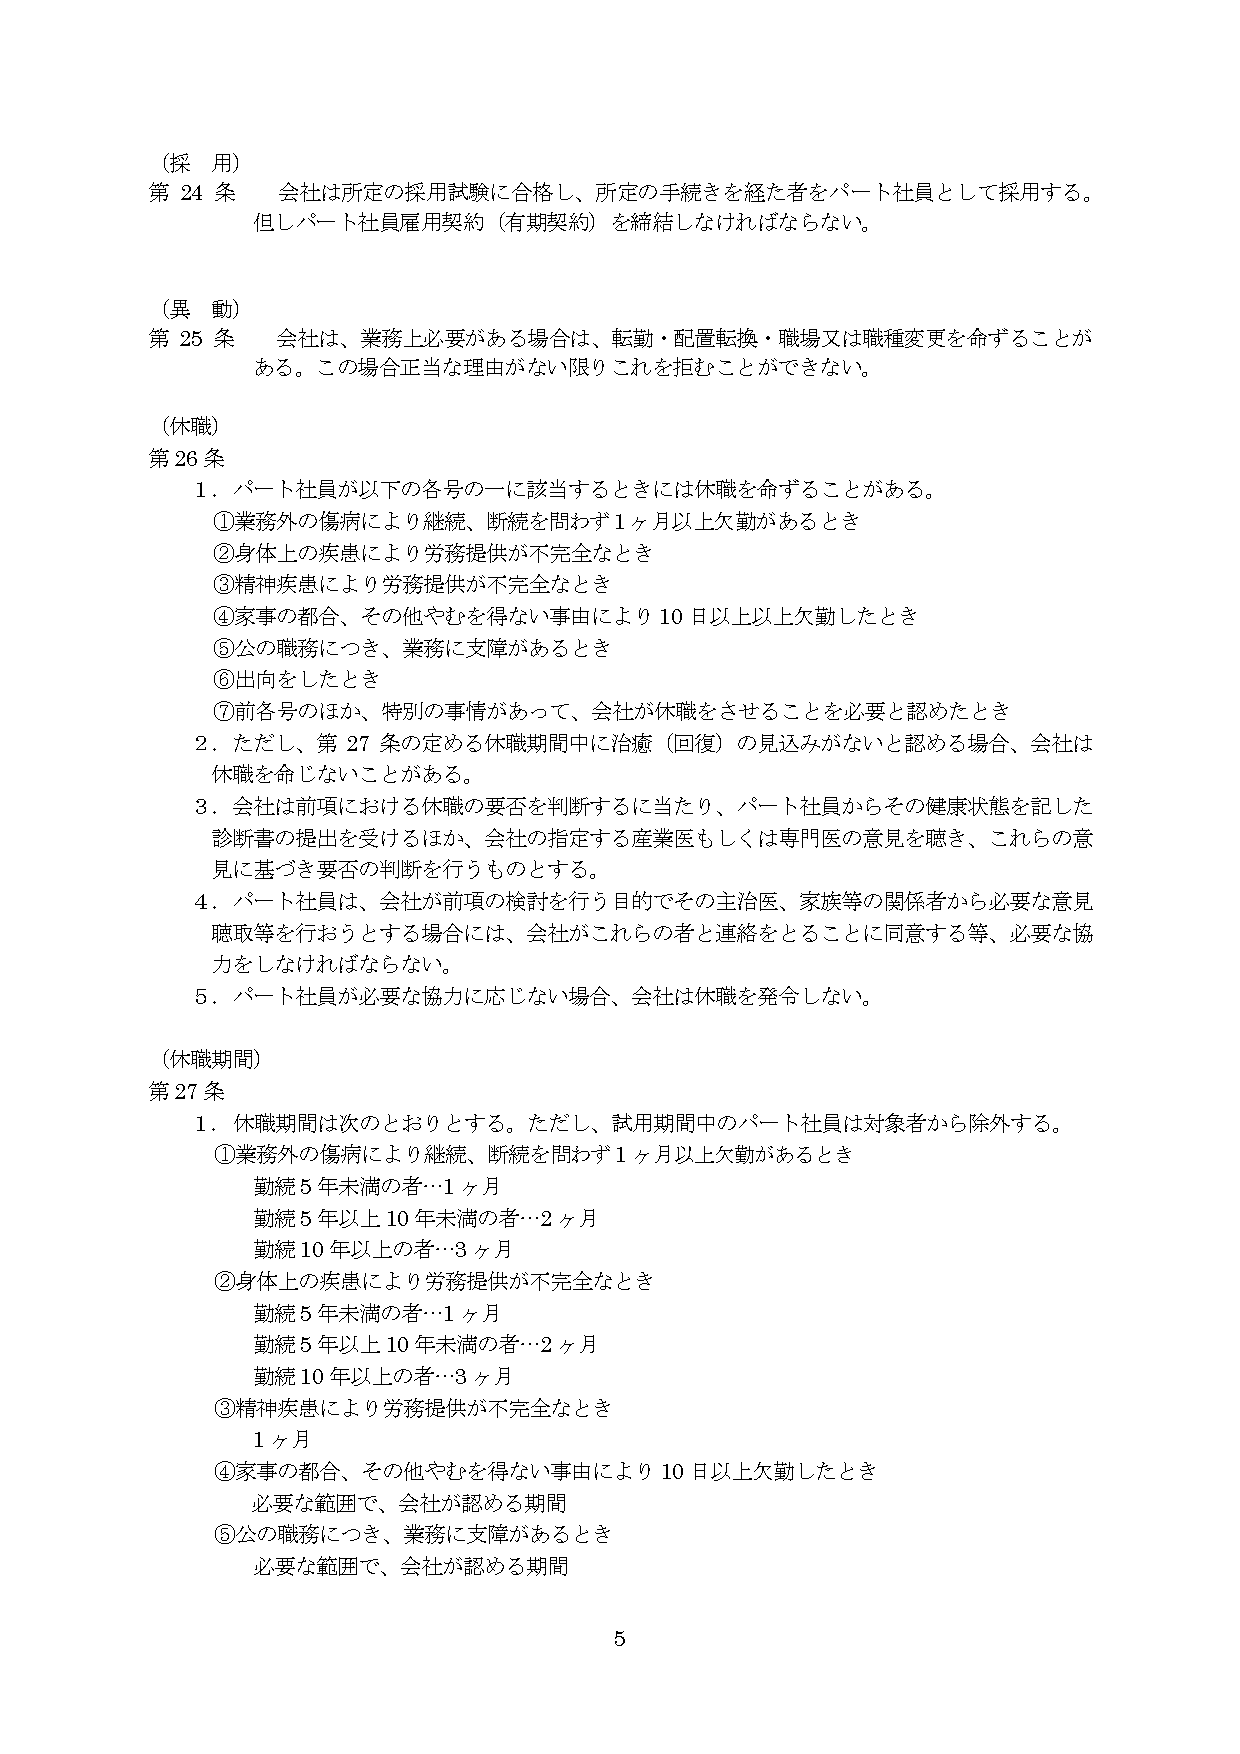 （採　用）
第 24 条　　会社は所定の採用試験に合格し、所定の手続きを経た者をパート社員として採用する。
但しパート社員雇用契約（有期契約）を締結しなければならない。
（異　動）
第 25 条　　会社は、業務上必要がある場合は、転勤・配置転換・職場又は職種変更を命ずることが
ある。この場合正当な理由がない限りこれを拒むことができない。
（休職）
第26 条
１．パート社員が以下の各号の一に該当するときには休職を命ずることがある。
①業務外の傷病により継続、断続を問わず1 ヶ月以上欠勤があるとき
②身体上の疾患により労務提供が不完全なとき
③精神疾患により労務提供が不完全なとき
④家事の都合、その他やむを得ない事由により10 日以上以上欠勤したとき
⑤公の職務につき、業務に支障があるとき
⑥出向をしたとき
⑦前各号のほか、特別の事情があって、会社が休職をさせることを必要と認めたとき
２．ただし、第 27 条の定める休職期間中に治癒（回復）の見込みがないと認める場合、会社は
休職を命じないことがある。
３．会社は前項における休職の要否を判断するに当たり、パート社員からその健康状態を記した
診断書の提出を受けるほか、会社の指定する産業医もしくは専門医の意見を聴き、これらの意
見に基づき要否の判断を行うものとする。
４．パート社員は、会社が前項の検討を行う目的でその主治医、家族等の関係者から必要な意見
聴取等を行おうとする場合には、会社がこれらの者と連絡をとることに同意する等、必要な協
力をしなければならない。
５．パート社員が必要な協力に応じない場合、会社は休職を発令しない。
（休職期間）
第27 条
１．休職期間は次のとおりとする。ただし、試用期間中のパート社員は対象者から除外する。
①業務外の傷病により継続、断続を問わず1 ヶ月以上欠勤があるとき
勤続5 年未満の者…1 ヶ月
勤続5 年以上10 年未満の者…2 ヶ月
勤続10 年以上の者…3 ヶ月
②身体上の疾患により労務提供が不完全なとき
勤続5 年未満の者…1 ヶ月
勤続5 年以上10 年未満の者…2 ヶ月
勤続10 年以上の者…3 ヶ月
③精神疾患により労務提供が不完全なとき
1 ヶ月
④家事の都合、その他やむを得ない事由により10 日以上欠勤したとき
必要な範囲で、会社が認める期間
⑤公の職務につき、業務に支障があるとき
必要な範囲で、会社が認める期間
5